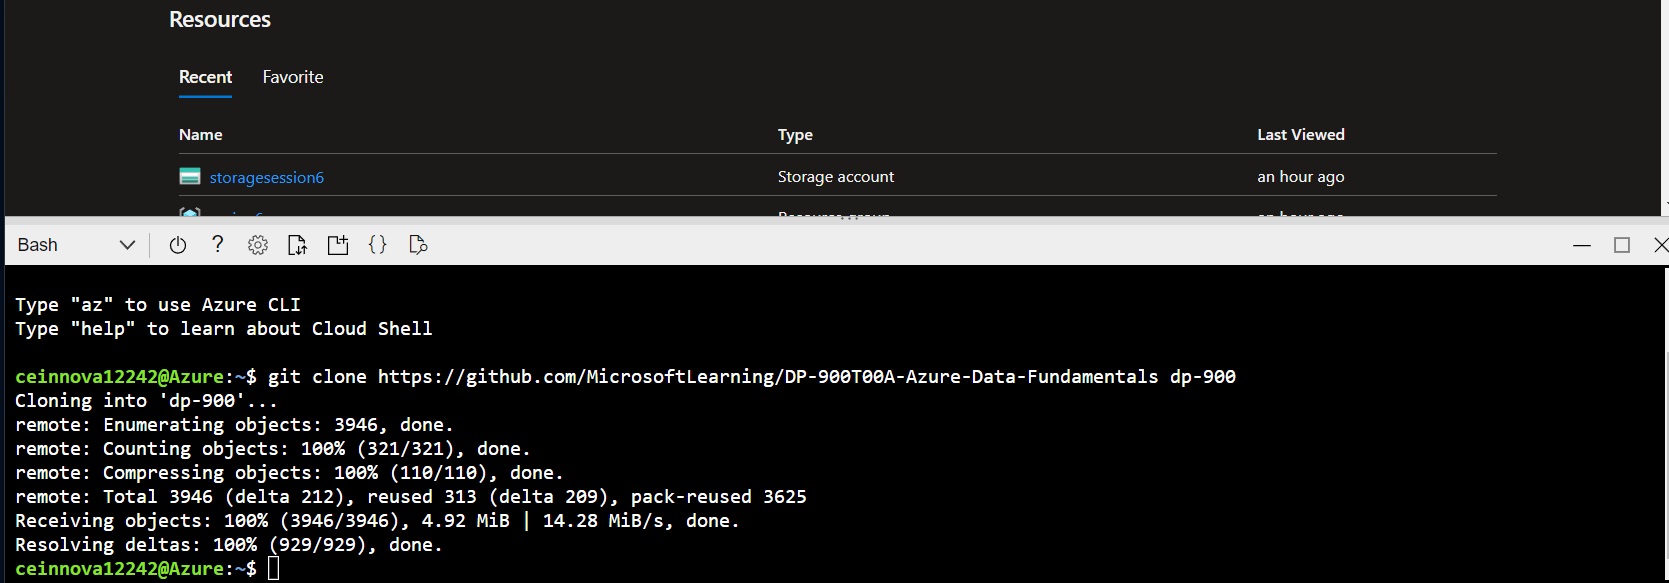 Resources
Recent Favorite
Name Type Last Viewed
storagesession6 Storage account an hour ago
Resource group an hour ago
Bash
Type "az" to use Azure CLI
Type "help" to learn about Cloud Shell
ceinnova12242@Azure:~$ git clone https://github.com/MicrosoftLearning/DP-900T00A-Azure-Data-Fundamentals dp-900
Cloning into 'dp-900'...
remote: Enumerating objects: 3946, done.
remote: Counting objects: 100% (321/321), done.
remote: Compressing objects: 100% (110/110), done.
remote: Total 3946 (delta 212), reused 313 (delta 209), pack-reused 3625
Receiving objects: 100% (3946/3946), 4.92 MiB | 14.28 MiB/s, done.
Resolving deltas: 100% (929/929), done.
ceinnova12242@Azure:~$